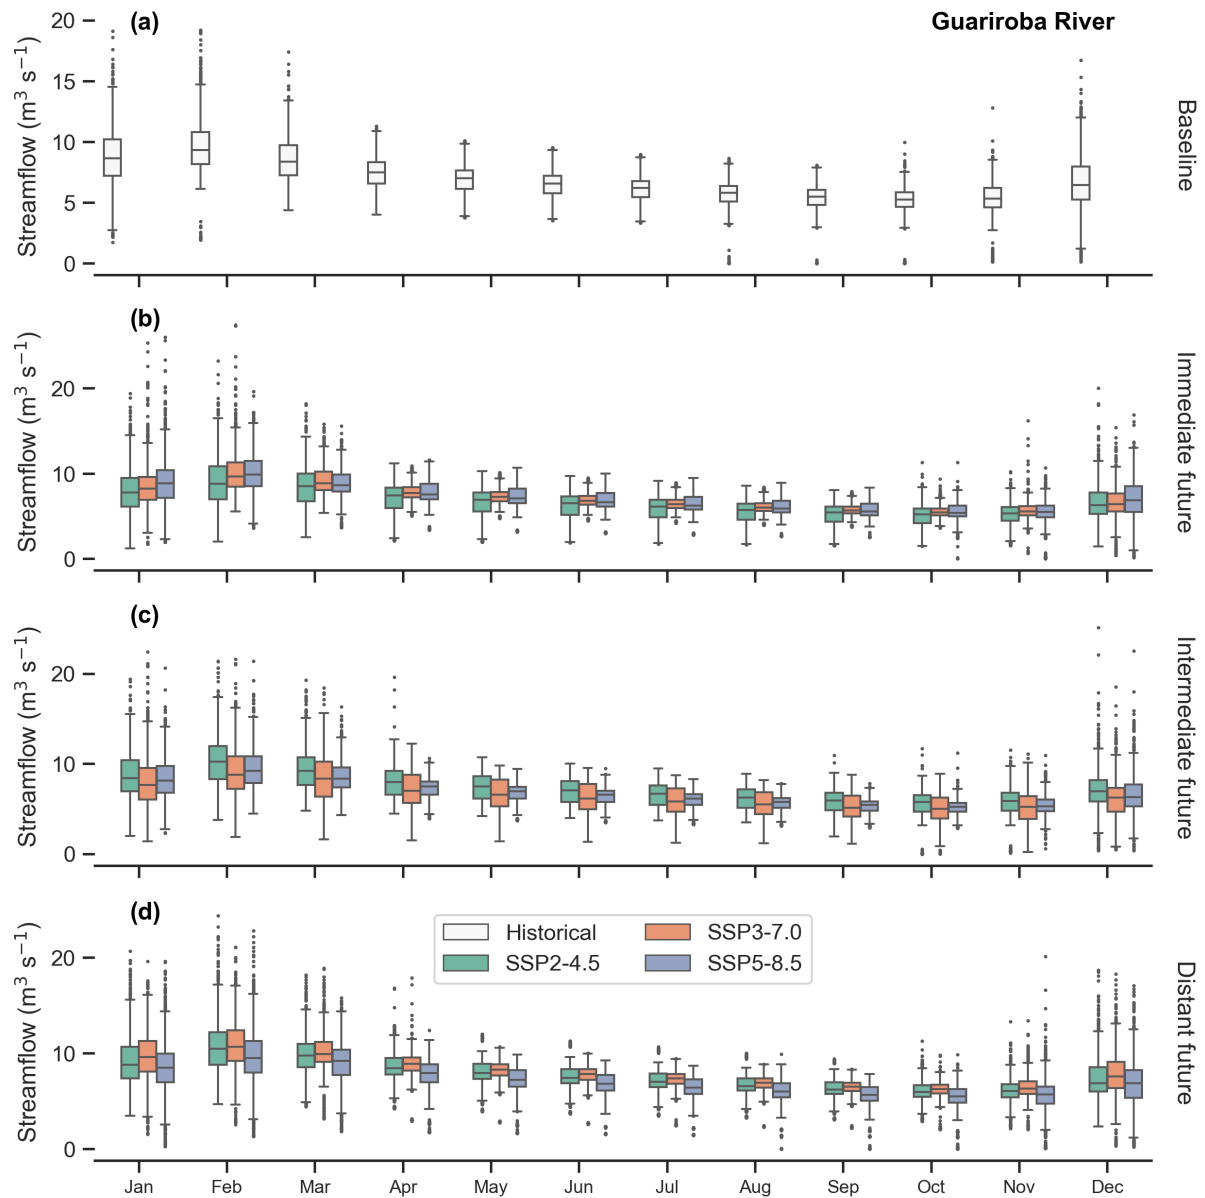 (a)
Guariroba River
20
15
10
5
0
Streamflow (m³ s⁻¹)
Baseline
(b)
20
10
0
Streamflow (m³ s⁻¹)
Immediate future
(c)
20
10
0
Streamflow (m³ s⁻¹)
Intermediate future
(d)
Historical
SSP2-4.5
SSP3-7.0
SSP5-8.5
20
10
0
Streamflow (m³ s⁻¹)
Distant future
Jan Feb Mar Apr May Jun Jul Aug Sep Oct Nov Dec